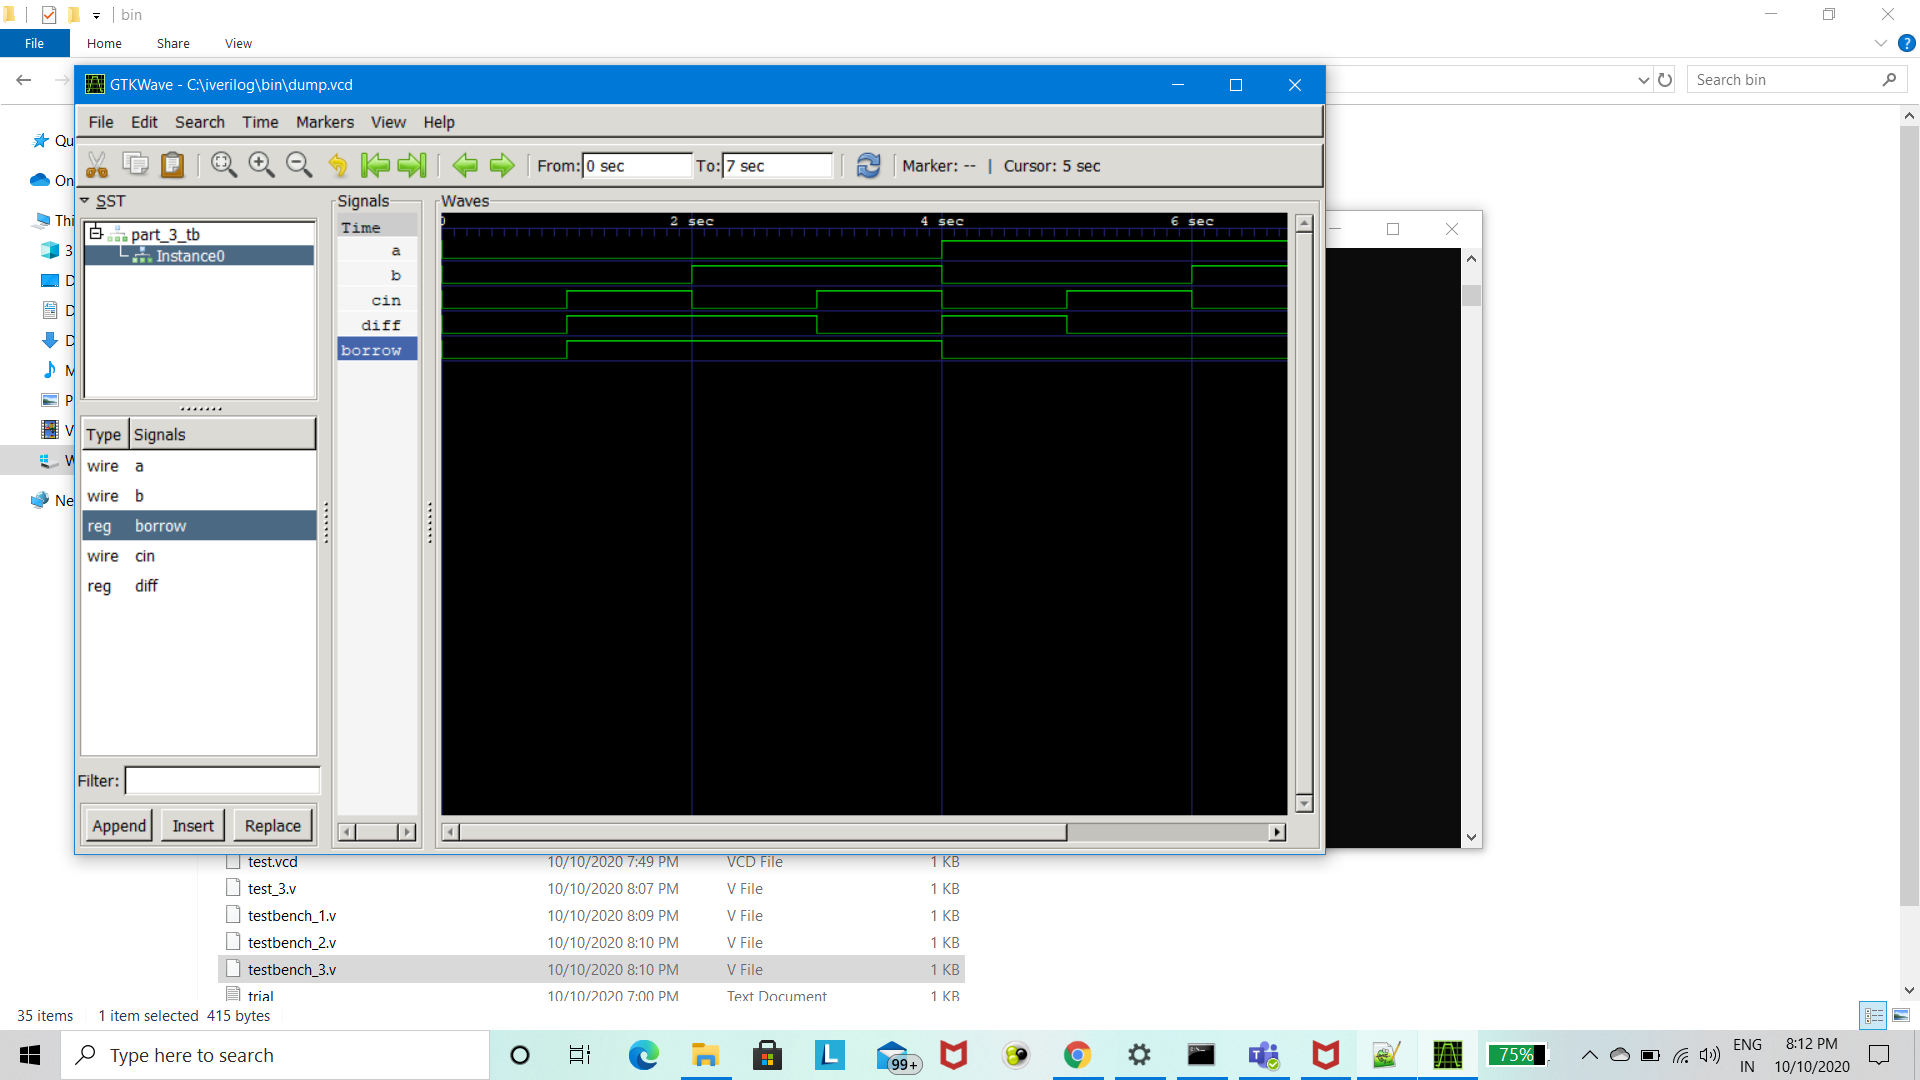 bin
File Home Share View
Search bin
GTKWave - C:\iverilog\bin\dump.vcd
File Edit Search Time Markers View Help
From: 0 sec To: 7 sec Marker: -- | Cursor: 5 sec
SST
part_3_tb
Instance0
Signals
Time
a
b
cin
diff
borrow
Waves
0 2 sec 4 sec 6 sec
Type Signals
wire a
wire b
reg borrow
wire cin
reg diff
Filter:
Append Insert Replace
Qu
On
Thi
3
D
D
D
M
P
V
W
Ne
test.vcd 10/10/2020 7:49 PM VCD File 1 KB
test_3.v 10/10/2020 8:07 PM V File 1 KB
testbench_1.v 10/10/2020 8:09 PM V File 1 KB
testbench_2.v 10/10/2020 8:10 PM V File 1 KB
testbench_3.v 10/10/2020 8:10 PM V File 1 KB
trial 10/10/2020 7:00 PM Text Document 1 KB
35 items 1 item selected 415 bytes
Type here to search
L
99+
75%
ENG
IN
8:12 PM
10/10/2020